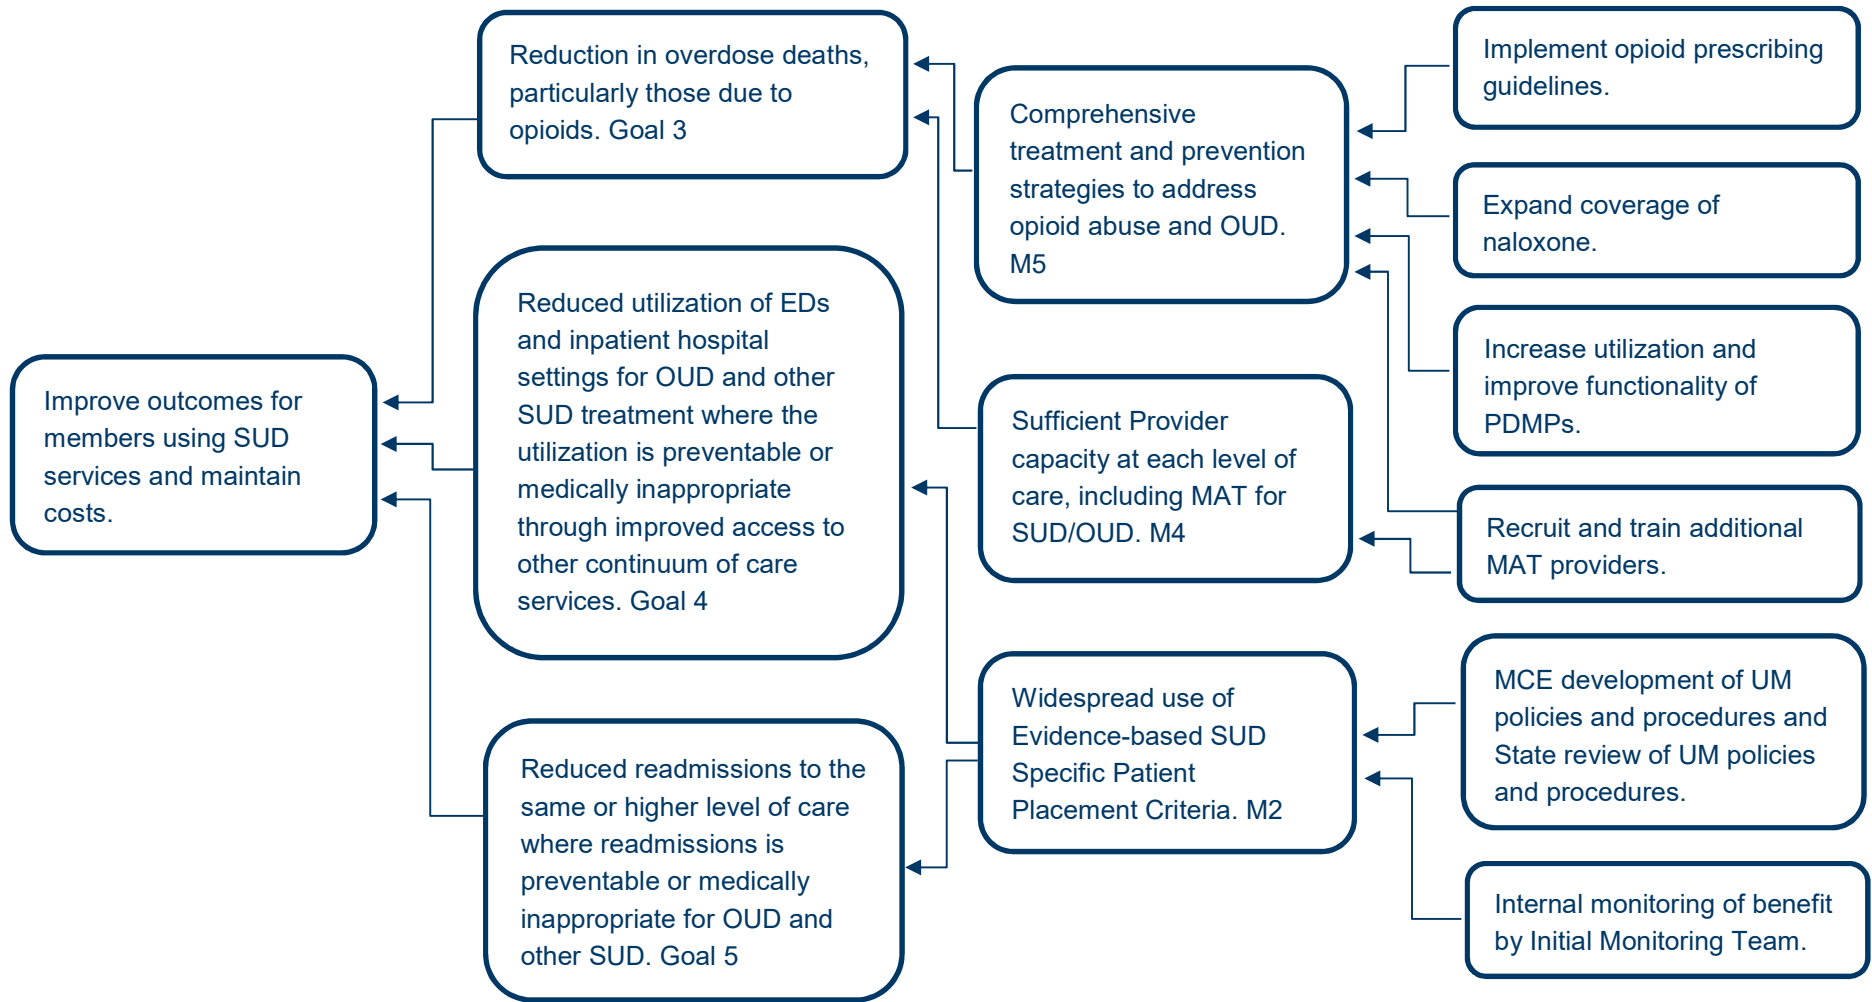 Improve outcomes for
members using SUD
services and maintain
costs.
Reduction in overdose deaths,
particularly those due to
opioids. Goal 3
Reduced utilization of EDs
and inpatient hospital
settings for OUD and other
SUD treatment where the
utilization is preventable or
medically inappropriate
through improved access to
other continuum of care
services. Goal 4
Reduced readmissions to the
same or higher level of care
where readmissions is
preventable or medically
inappropriate for OUD and
other SUD. Goal 5
Comprehensive
treatment and prevention
strategies to address
opioid abuse and OUD.
M5
Sufficient Provider
capacity at each level of
care, including MAT for
SUD/OUD. M4
Widespread use of
Evidence-based SUD
Specific Patient
Placement Criteria. M2
Implement opioid prescribing
guidelines.
Expand coverage of
naloxone.
Increase utilization and
improve functionality of
PDMPs.
Recruit and train additional
MAT providers.
MCE development of UM
policies and procedures and
State review of UM policies
and procedures.
Internal monitoring of benefit
by Initial Monitoring Team.